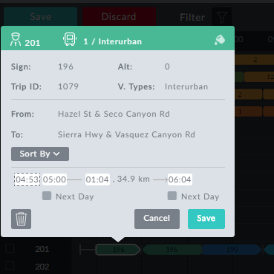 Save Discard Filter
201 1 / Interurban
Sign: 196 Alt: 0
Trip ID: 1079 V. Types: Interurban
From: Hazel St & Seco Canyon Rd
To: Sierra Hwy & Vasquez Canyon Rd
Sort By
04:53 05:00 01:04 , 34.9 km 06:04
Next Day Next Day
Cancel Save
201
202